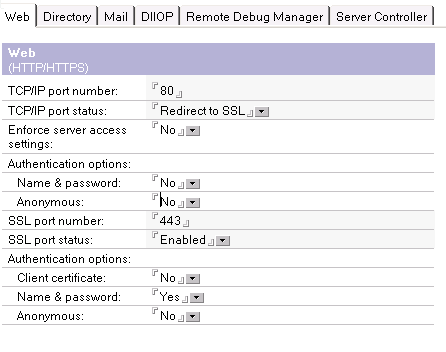 Web Directory Mail DIIOP Remote Debug Manager Server Controller
Web
(HTTP/HTTPS)
TCP/IP port number: 80
TCP/IP port status: Redirect to SSL
Enforce server access
settings: No
Authentication options:
Name & password: No
Anonymous: No
SSL port number: 443
SSL port status: Enabled
Authentication options:
Client certificate: No
Name & password: Yes
Anonymous: No